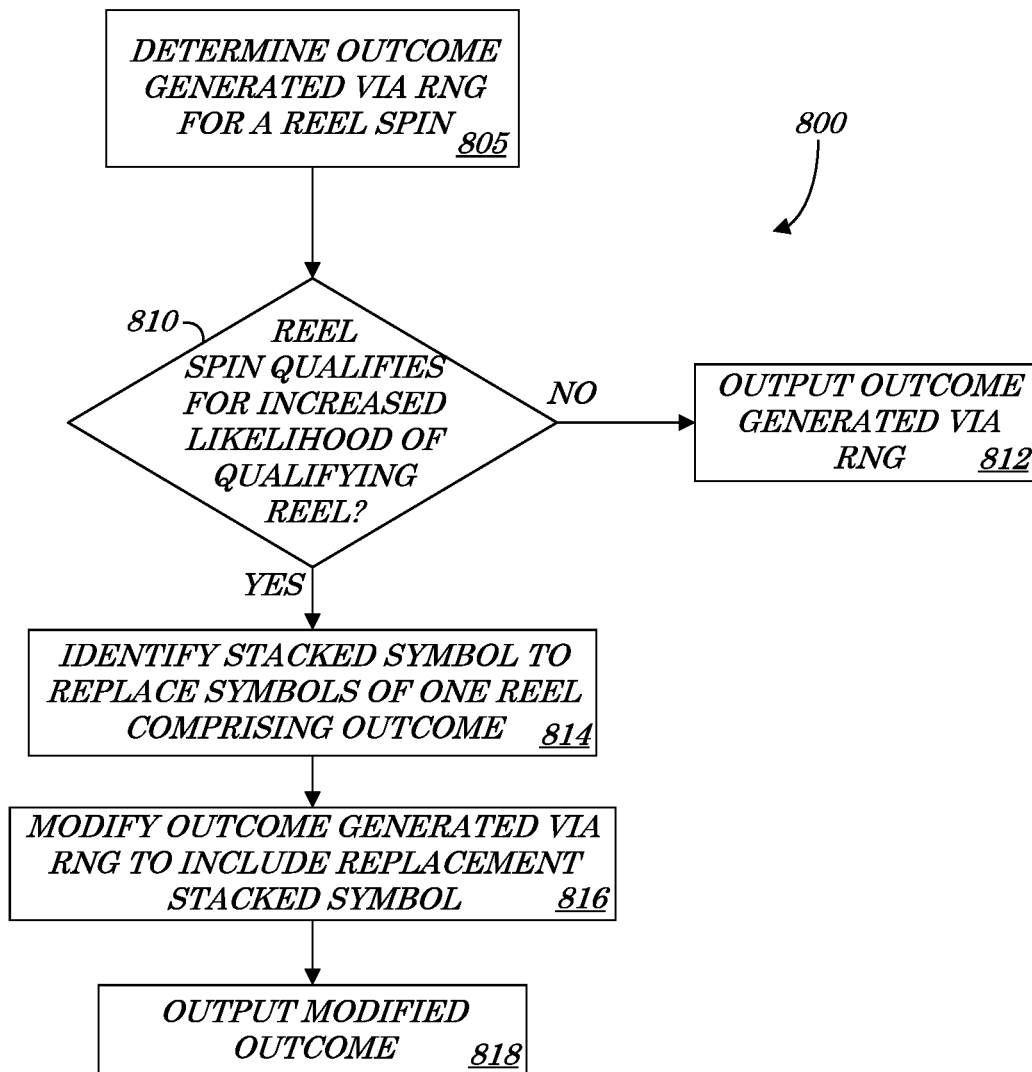 DETERMINE OUTCOME
GENERATED VIA RNG
FOR A REEL SPIN
805
800
810
REEL
SPIN QUALIFIES
FOR INCREASED
LIKELIHOOD OF
QUALIFYING
REEL?
NO
OUTPUT OUTCOME
GENERATED VIA
RNG 812
YES
IDENTIFY STACKED SYMBOL TO
REPLACE SYMBOLS OF ONE REEL
COMPRISING OUTCOME 814
MODIFY OUTCOME GENERATED VIA
RNG TO INCLUDE REPLACEMENT
STACKED SYMBOL 816
OUTPUT MODIFIED
OUTCOME 818